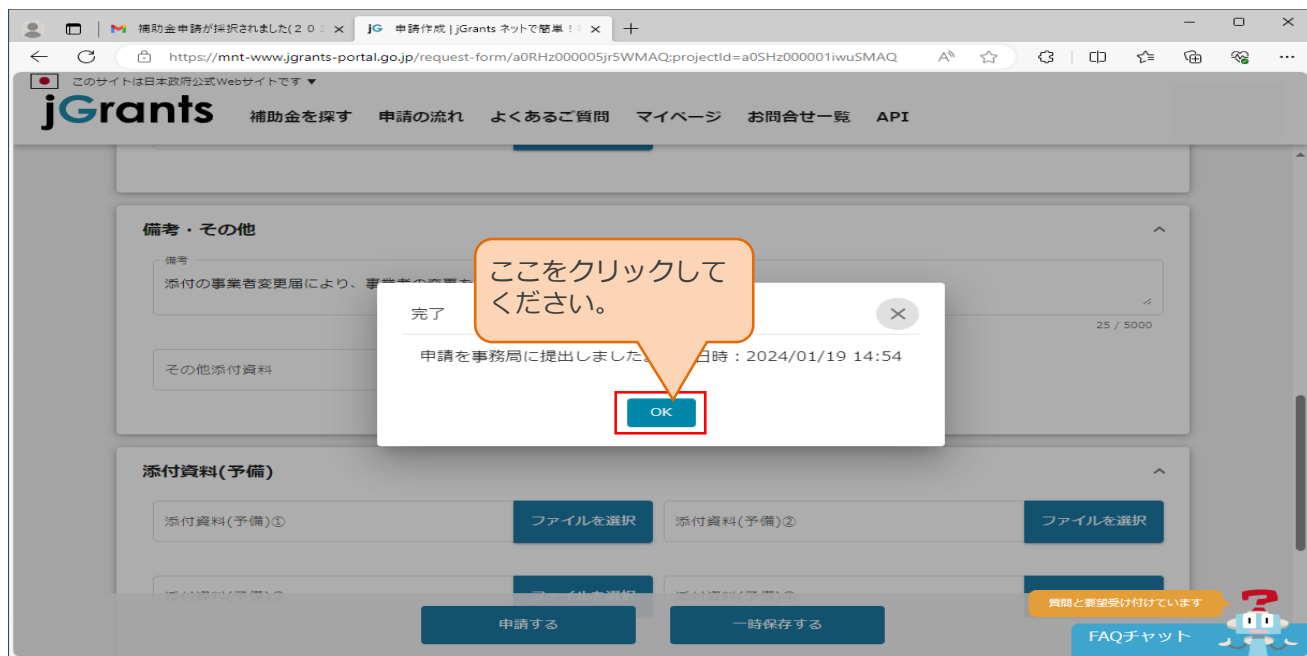 補助金申請が採択されました(20
jG 申請作成 | jGrants ネットで簡単!
https://mnt-www.jgrants-portal.go.jp/request-form/a0RHz000005jr5WMAQ;projectId=a0SHz000001iwuSMAQ
このサイトは日本政府公式Webサイトです ▼
jGrants
補助金を探す 申請の流れ よくあるご質問 マイページ お問合せ一覧 API
備考・その他
備考
添付の事業者変更届により、事業者の変更を
25 / 5000
ここをクリックして
ください。
完了
申請を事務局に提出しました 日時:2024/01/19 14:54
OK
その他添付資料
添付資料(予備)
添付資料(予備)① ファイルを選択 添付資料(予備)② ファイルを選択
申請する 一時保存する
質問と要望受け付けています
FAQチャット